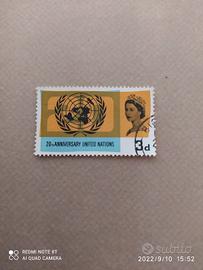 20th ANNIVERSARY UNITED NATIONS
3d
REDMI NOTE 8T
AI QUAD CAMERA
subito
2022/9/10 15:52